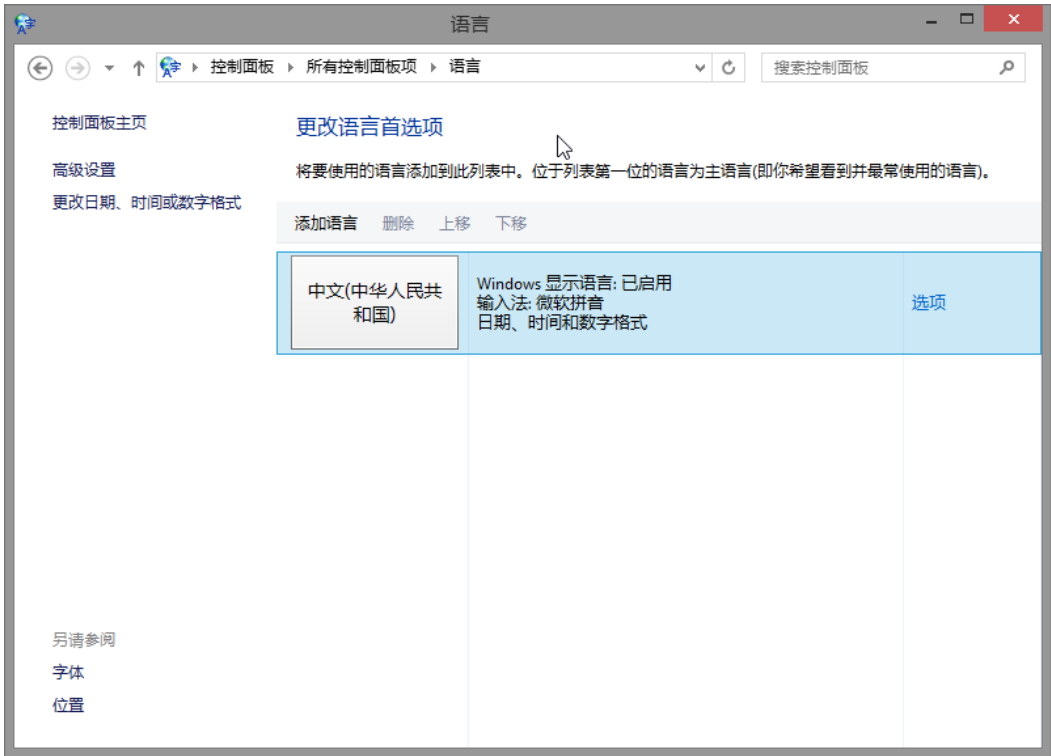 语言
控制面板 所有控制面板项 语言
搜索控制面板
控制面板主页
高级设置
更改日期、时间或数字格式
更改语言首选项
将要使用的语言添加到此列表中。位于列表第一位的语言为主语言(即你希望看到并最常使用的语言)。
添加语言 删除 上移 下移
中文(中华人民共
和国)
Windows 显示语言: 已启用
输入法: 微软拼音
日期、时间和数字格式
选项
另请参阅
字体
位置